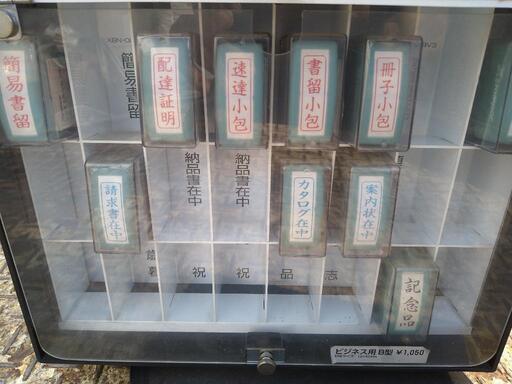 簡易書留
簡易書留
配達証明
速達小包
書留小包
冊子小包
請求書在中
納品書在中
納品書在中
カタログ在中
案内状在中
祝
祝
品
志
記念品
ビジネス用 B型 ￥1,050